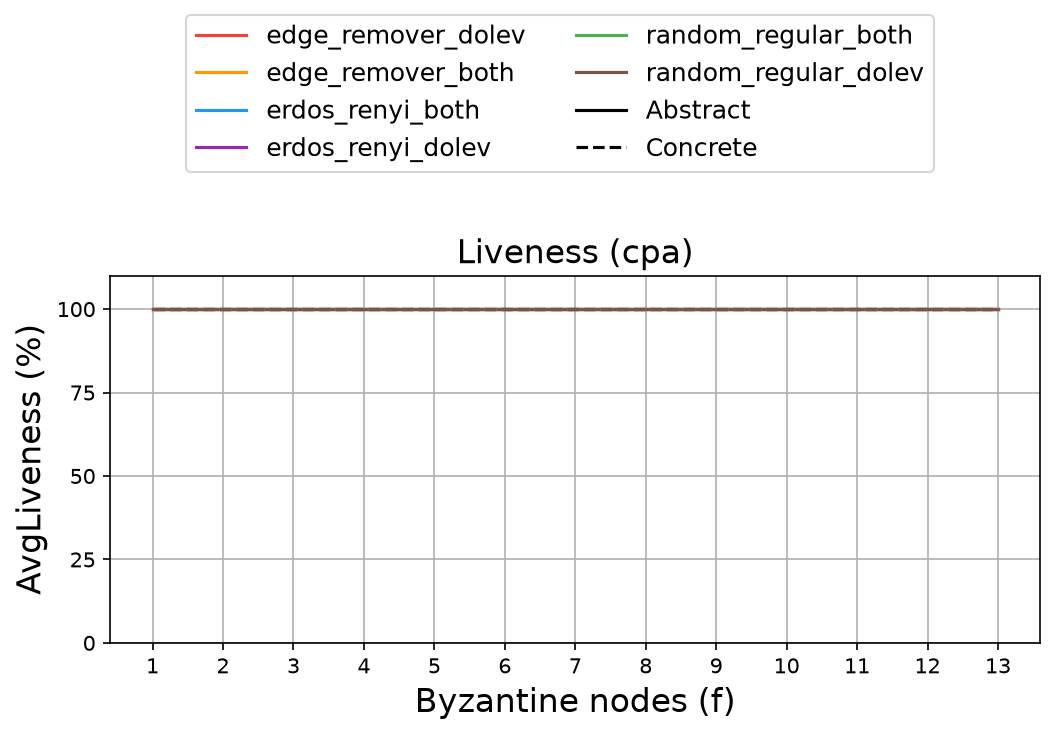 edge_remover_dolev
edge_remover_both
erdos_renyi_both
erdos_renyi_dolev
random_regular_both
random_regular_dolev
Abstract
Concrete
Liveness (cpa)
AvgLiveness (%)
100
75
50
25
0
1 2 3 4 5 6 7 8 9 10 11 12 13
Byzantine nodes (f)